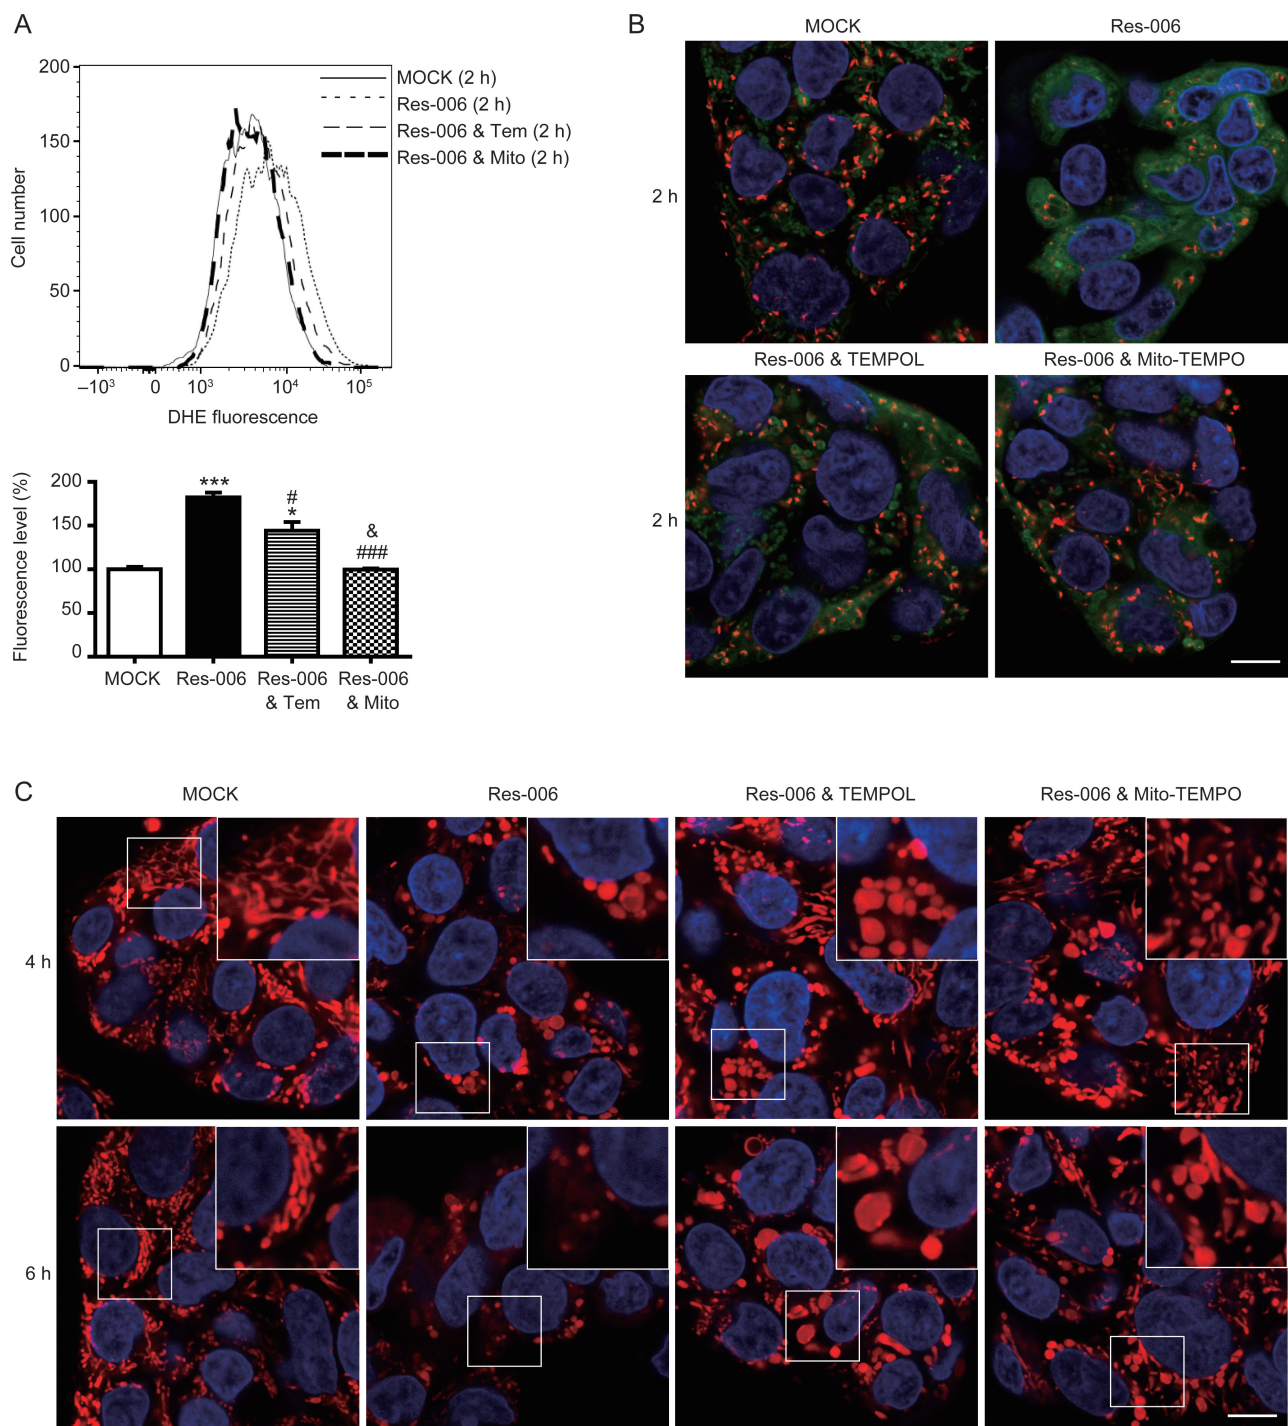 A
200
150
100
50
0
Cell number
–10³ 0 10³ 10⁴ 10⁵
DHE fluorescence
MOCK (2 h)
Res-006 (2 h)
Res-006 & Tem (2 h)
Res-006 & Mito (2 h)
Fluorescence level (%)
200
150
100
50
0
***
#
*
&
###
MOCK Res-006 Res-006 Res-006
& Tem & Mito
B
MOCK Res-006
2 h
Res-006 & TEMPOL Res-006 & Mito-TEMPO
2 h
C
MOCK Res-006 Res-006 & TEMPOL Res-006 & Mito-TEMPO
4 h
6 h